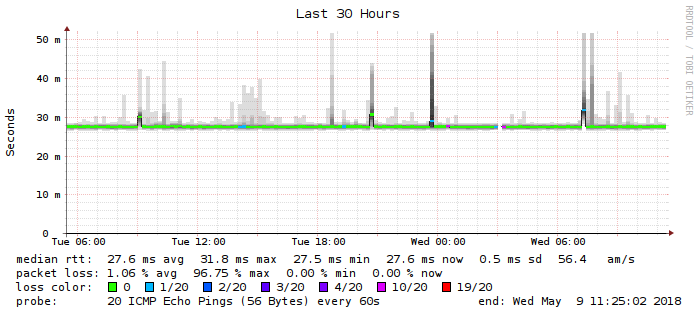 Last 30 Hours
RRDTOOL / TOBI OETIKER
Seconds
50 m
40 m
30 m
20 m
10 m
0
Tue 06:00 Tue 12:00 Tue 18:00 Wed 00:00 Wed 06:00
median rtt: 27.6 ms avg 31.8 ms max 27.5 ms min 27.6 ms now 0.5 ms sd 56.4 am/s
packet loss: 1.06 % avg 96.75 % max 0.00 % min 0.00 % now
loss color: 0 1/20 2/20 3/20 4/20 10/20 19/20
probe: 20 ICMP Echo Pings (56 Bytes) every 60s end: Wed May 9 11:25:02 2018